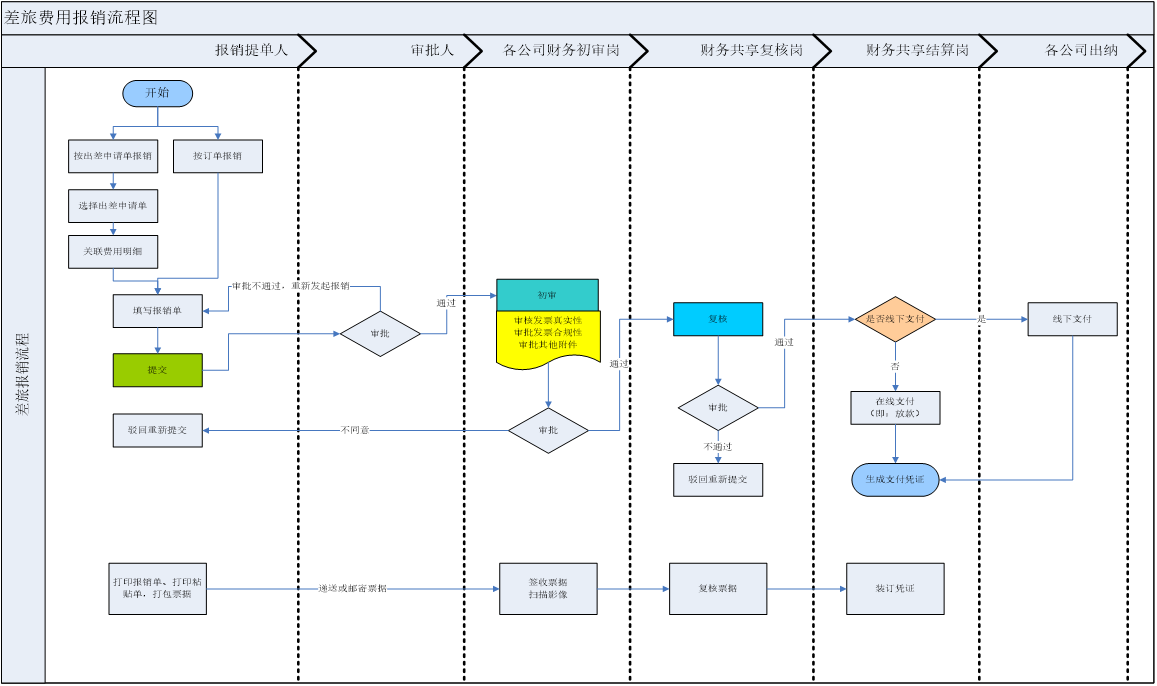 差旅费用报销流程图
报销提单人
审批人
各公司财务初审岗
财务共享复核岗
财务共享结算岗
各公司出纳
差旅报销流程
开始
按出差申请单报销
按订单报销
选择出差申请单
关联费用明细
审批不通过，重新发起报销
填写报销单
提交
审批
通过
初审
审核发票真实性
审批发票合规性
审批其他附件
通过
复核
通过
是否线下支付
是
线下支付
否
在线支付
（即：放款）
驳回重新提交
不同意
审批
审批
不通过
驳回重新提交
生成支付凭证
打印报销单、打印粘
贴单，打包票据
递送或邮寄票据
签收票据
扫描影像
复核票据
装订凭证